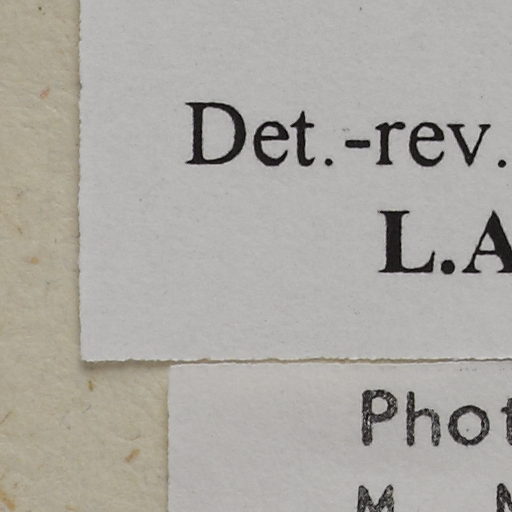 Det.-rev.
L.A
Phot
M. N